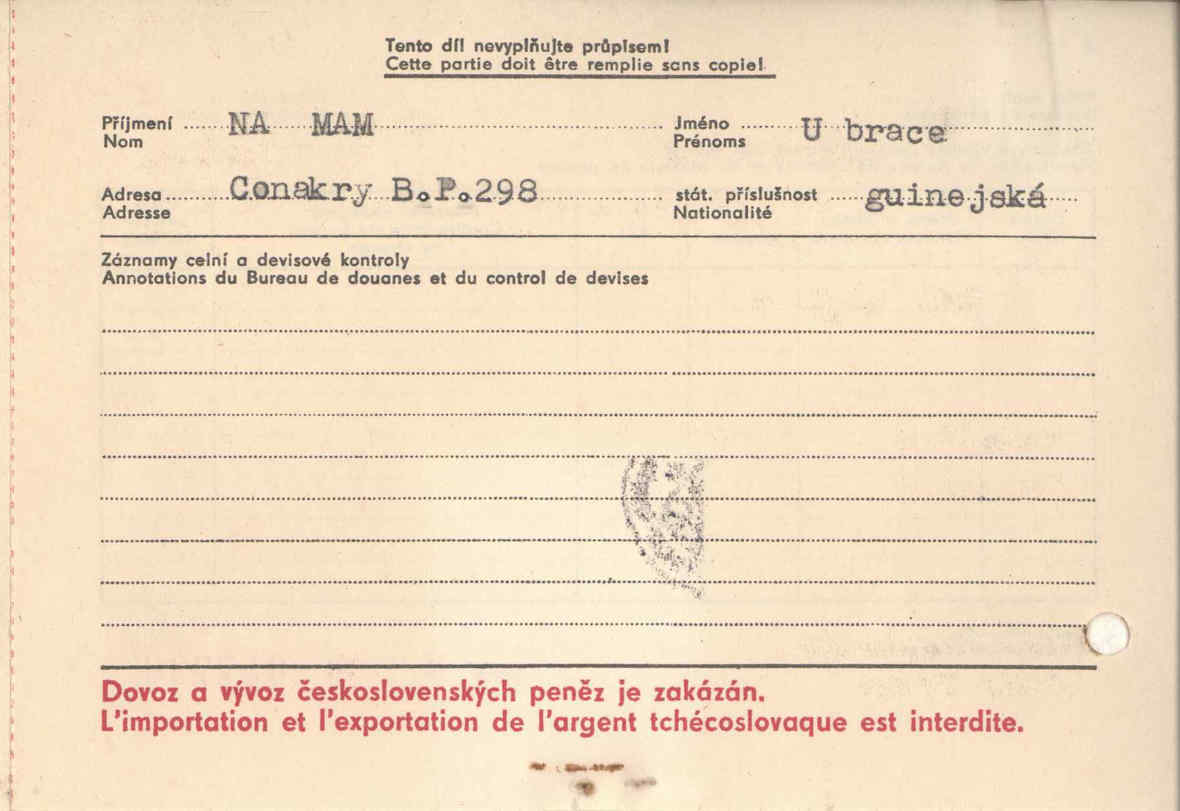 Tento díl nevyplňujte průpisem!
Cette partie doit être remplie sans copie!
Příjmení NA MAM Jméno U brace
Nom Prénoms
Adresa Conakry B.P.298 stát. příslušnost guinejská
Adresse Nationalité
Záznamy celní a devisové kontroly
Annotations du Bureau de douanes et du control de devises
Dovoz a vývoz československých peněz je zakázán.
L'importation et l'exportation de l'argent tchécoslovaque est interdite.